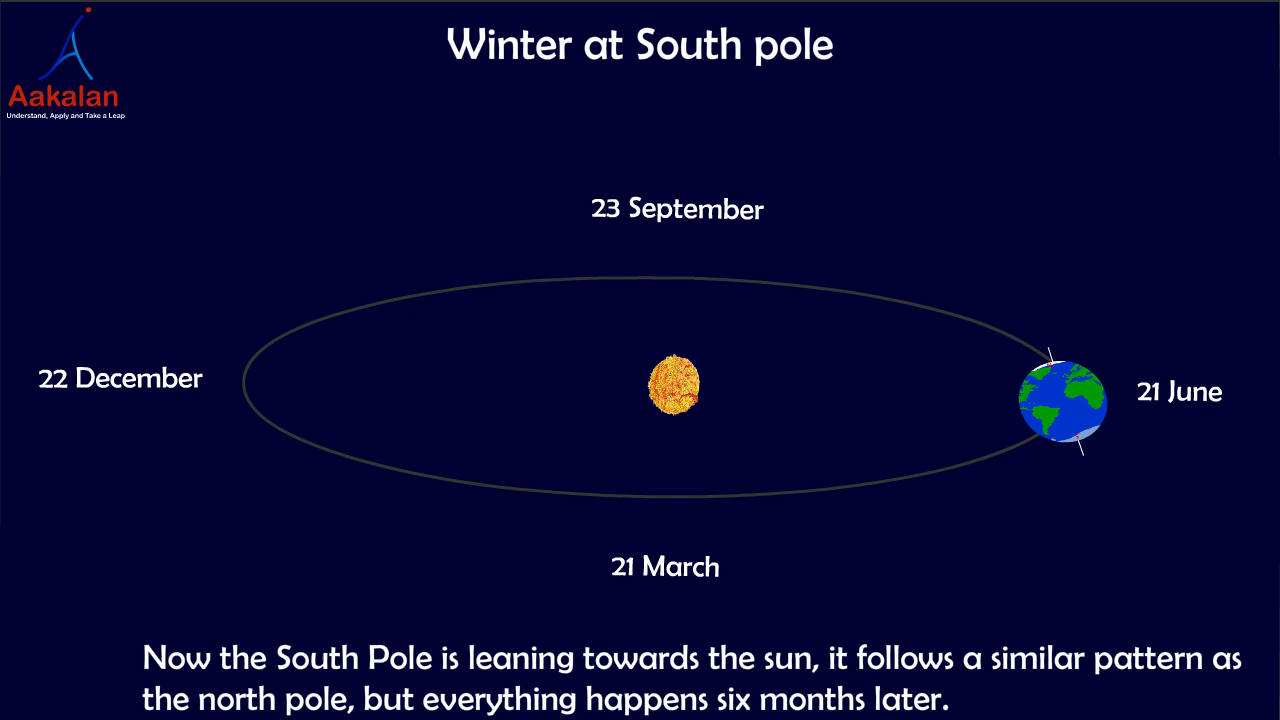 Winter at South pole
Aakalan
Understand, Apply and Take a Leap
23 September
22 December
21 June
21 March
Now the South Pole is leaning towards the sun, it follows a similar pattern as
the north pole, but everything happens six months later.